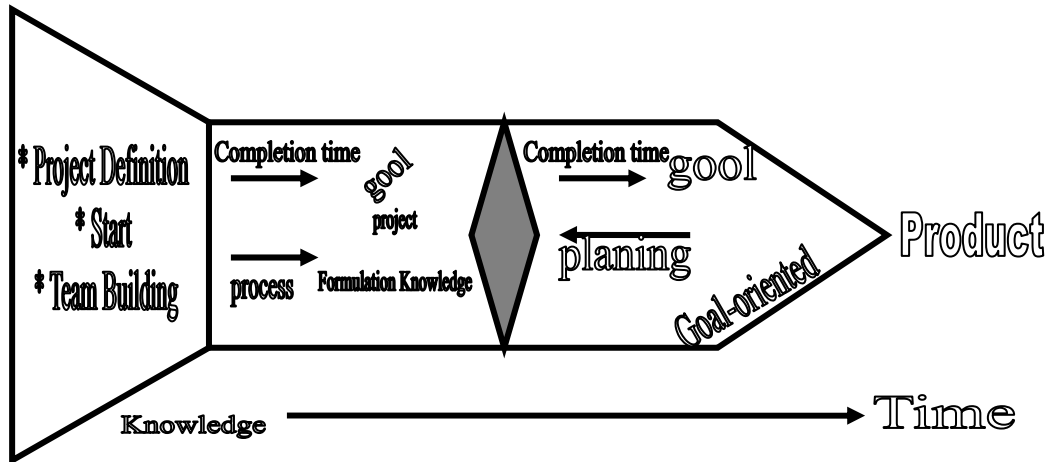 * Project Definition
* Start
* Team Building
Completion time
gool
project
process
Formulation Knowledge
Completion time
gool
planing
Goal-oriented
Product
Knowledge
Time